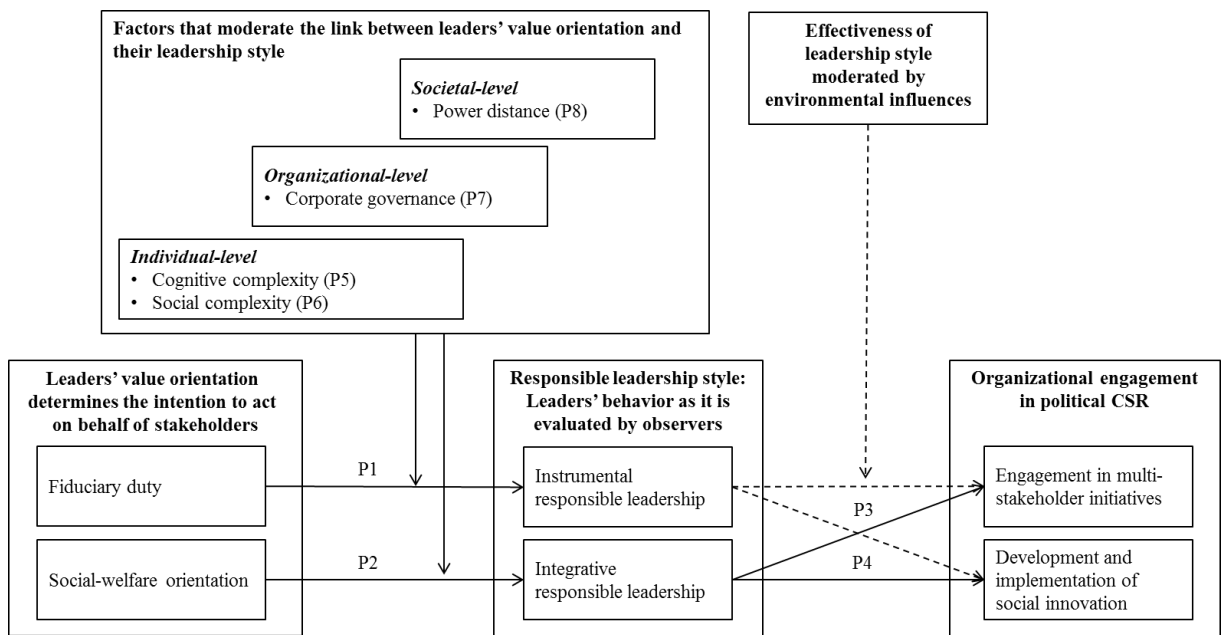 Factors that moderate the link between leaders' value orientation and
their leadership style
Societal-level
• Power distance (P8)
Organizational-level
• Corporate governance (P7)
Individual-level
• Cognitive complexity (P5)
• Social complexity (P6)
Effectiveness of
leadership style
moderated by
environmental influences
Leaders' value orientation
determines the intention to act
on behalf of stakeholders
Fiduciary duty
Social-welfare orientation
P1
P2
Responsible leadership style:
Leaders' behavior as it is
evaluated by observers
Instrumental
responsible leadership
Integrative
responsible leadership
P3
P4
Organizational engagement
in political CSR
Engagement in multi-
stakeholder initiatives
Development and
implementation of
social innovation